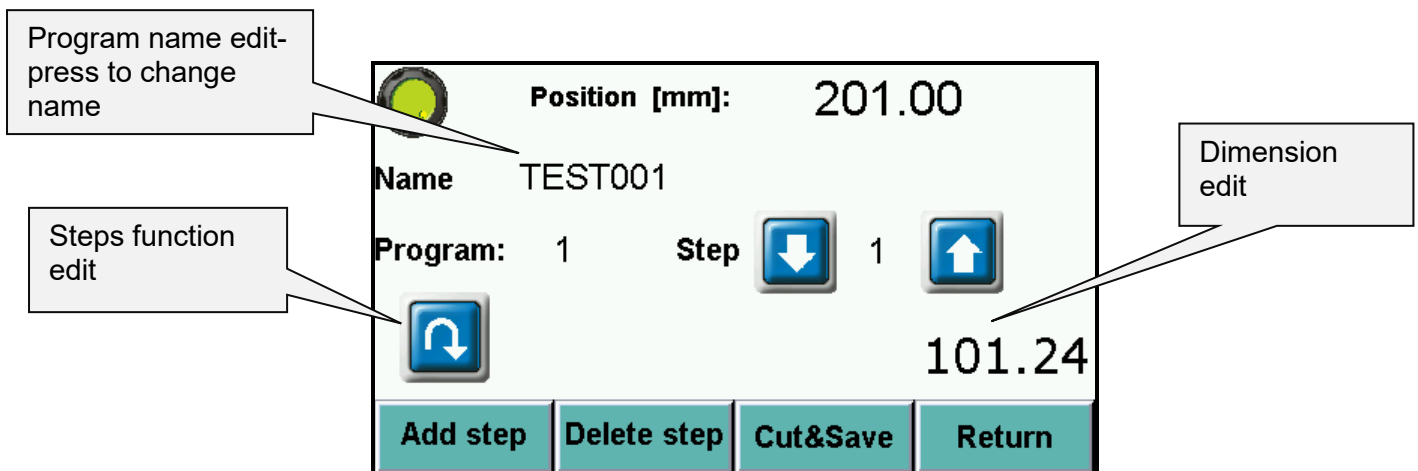 Program name edit-
press to change
name
Position [mm]: 201.00
Dimension
edit
Name TEST001
Steps function
edit
Program: 1 Step 1
101.24
Add step Delete step Cut&Save Return